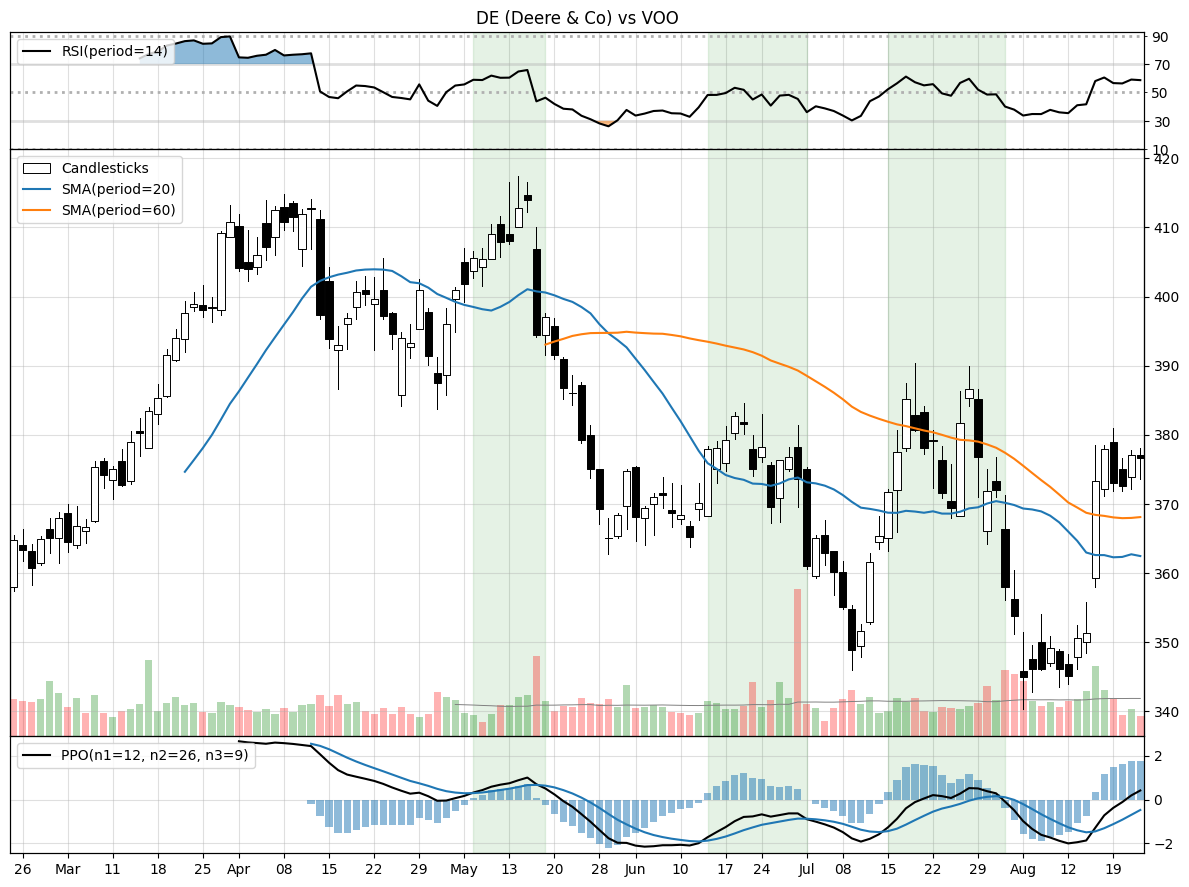 DE (Deere & Co) vs VOO
RSI(period=14)
90
70
50
30
10
Candlesticks
SMA(period=20)
SMA(period=60)
420
410
400
390
380
370
360
350
340
PPO(n1=12, n2=26, n3=9)
2
0
−2
26 Mar 11 18 25 Apr 08 15 22 29 May 13 20 28 Jun 10 17 24 Jul 08 15 22 29 Aug 12 19